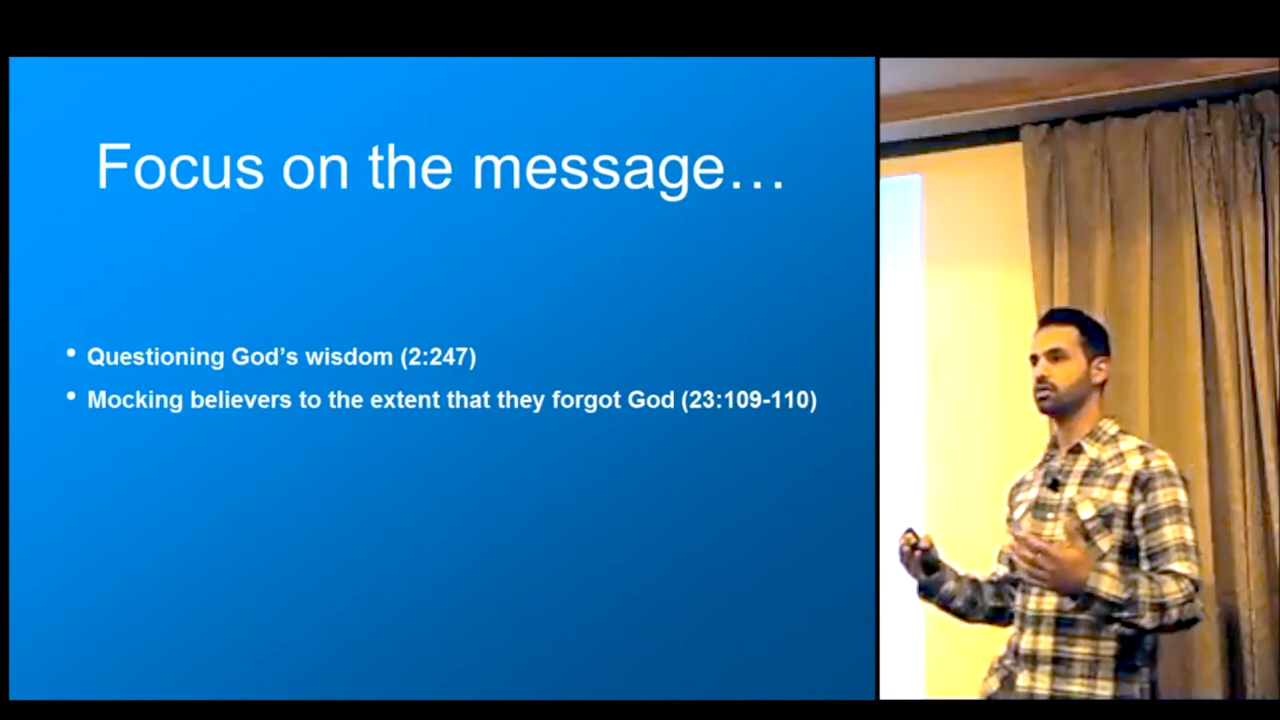 Focus on the message…
• Questioning God’s wisdom (2:247)
• Mocking believers to the extent that they forgot God (23:109-110)